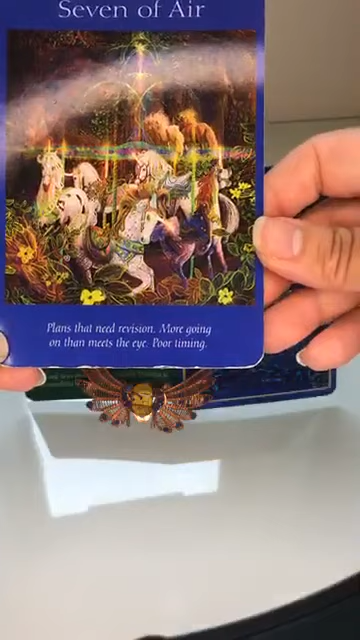 Seven of Air
Plans that need revision. More going
on than meets the eye. Poor timing.